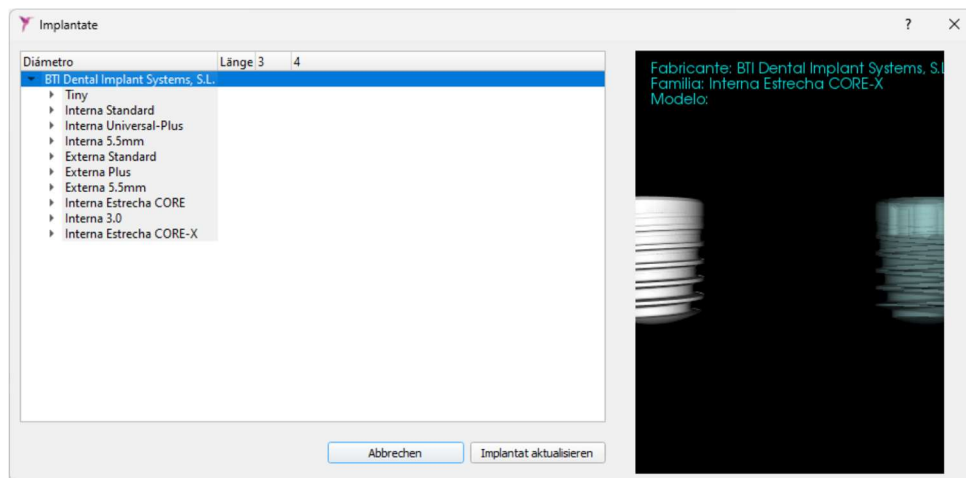 Implantate
?
Diámetro Länge 3 4
BTI Dental Implant Systems, S.L.
Tiny
Interna Standard
Interna Universal-Plus
Interna 5.5mm
Externa Standard
Externa Plus
Externa 5.5mm
Interna Estrecha CORE
Interna 3.0
Interna Estrecha CORE-X
Abbrechen Implantat aktualisieren
Fabricante: BTI Dental Implant Systems, S.L
Familia: Interna Estrecha CORE-X
Modelo: